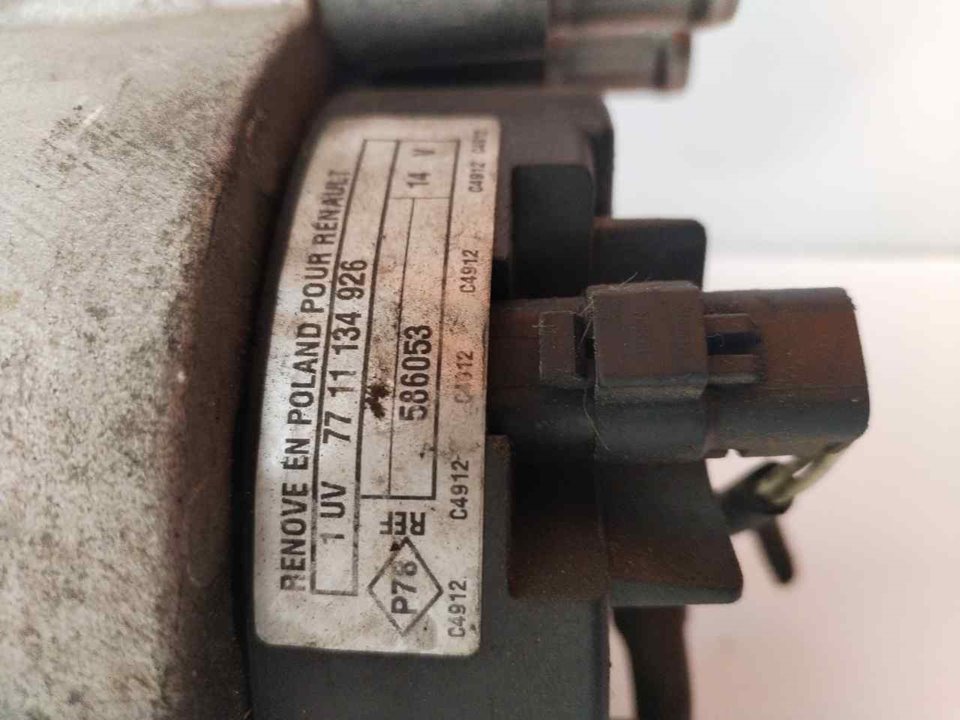 RENOVE EN POLAND POUR RENAULT
1 UV 77 11 134 926
REF 586053 14 V
P76
C4912 C4912 C4912 C4912 C4912